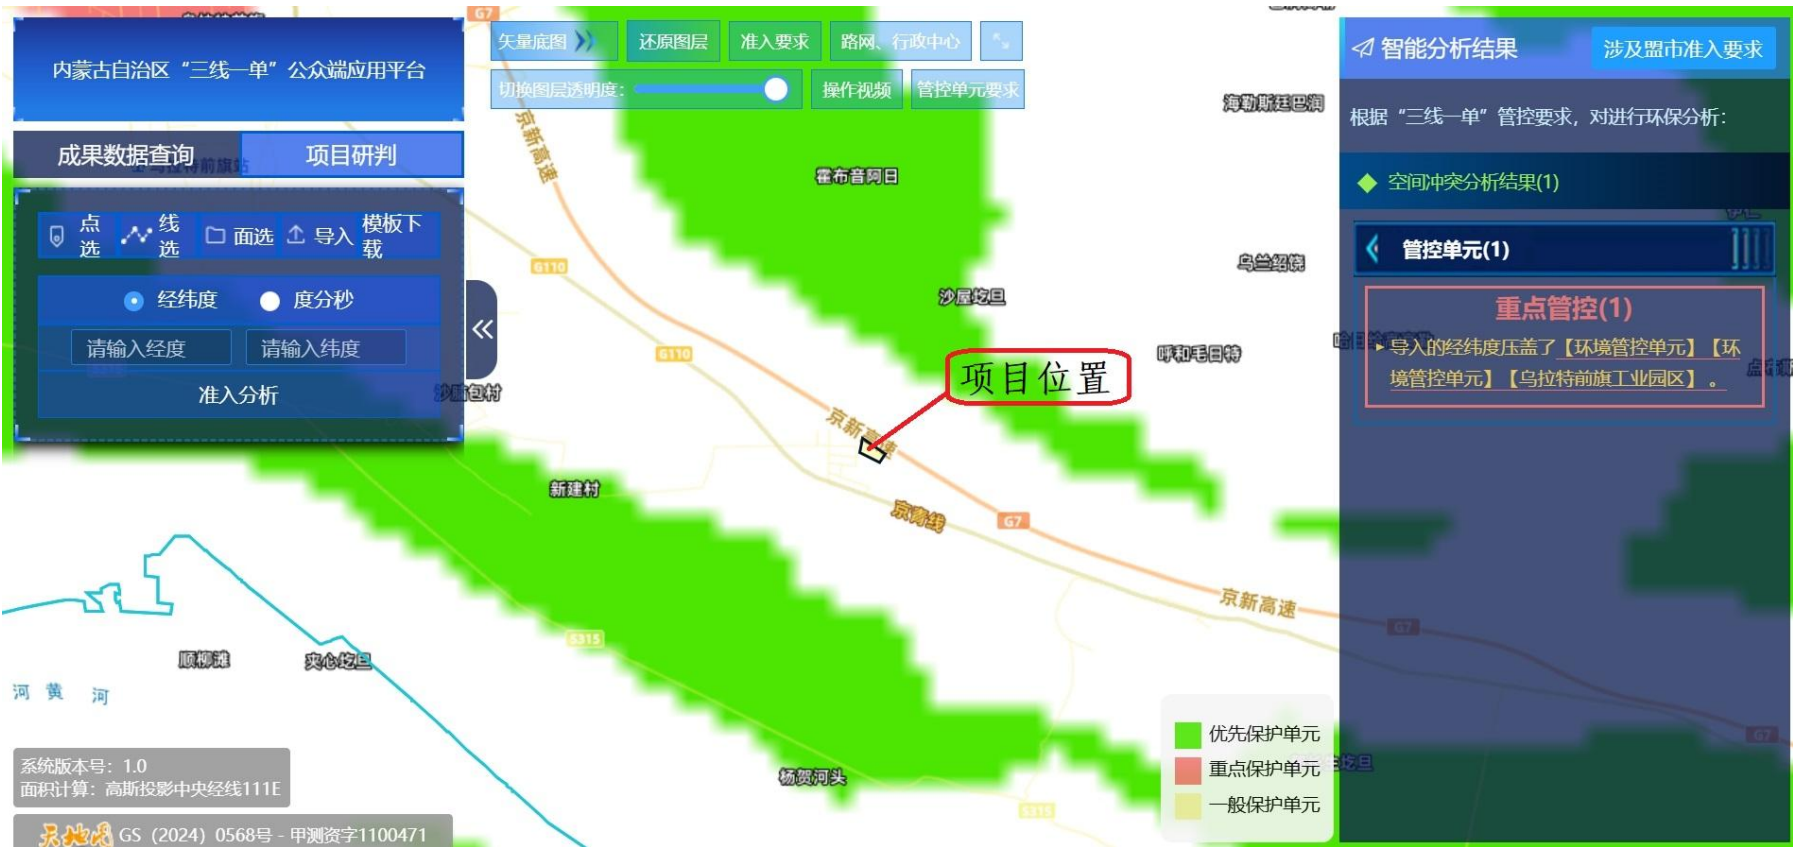 G7
矢量底图
还原图层
准入要求
路网、行政中心
切换图层透明度：
操作视频
管控单元要求
内蒙古自治区“三线一单”公众端应用平台
成果数据查询
项目研判
点选
线选
面选
导入
模板下载
经纬度
度分秒
请输入经度
请输入纬度
准入分析
智能分析结果
涉及盟市准入要求
根据“三线一单”管控要求，对进行环保分析：
空间冲突分析结果(1)
管控单元(1)
重点管控(1)
导入的经纬度压盖了【环境管控单元】【环
境管控单元】【乌拉特前旗工业园区】 。
海勒斯廷巴润
京新高速
霍布音阿日
乌兰绍饶
G110
沙屋圪旦
G110
呼和毛日特
项目位置
京新高速
新建村
京青线
G7
京新高速
G7
S315
顺柳滩
夹心圪旦
河 黄 河
杨贺河头
S315
G7
优先保护单元
重点保护单元
一般保护单元
系统版本号：1.0
面积计算：高斯投影中央经线111E
天地图 GS（2024）0568号 - 甲测资字1100471